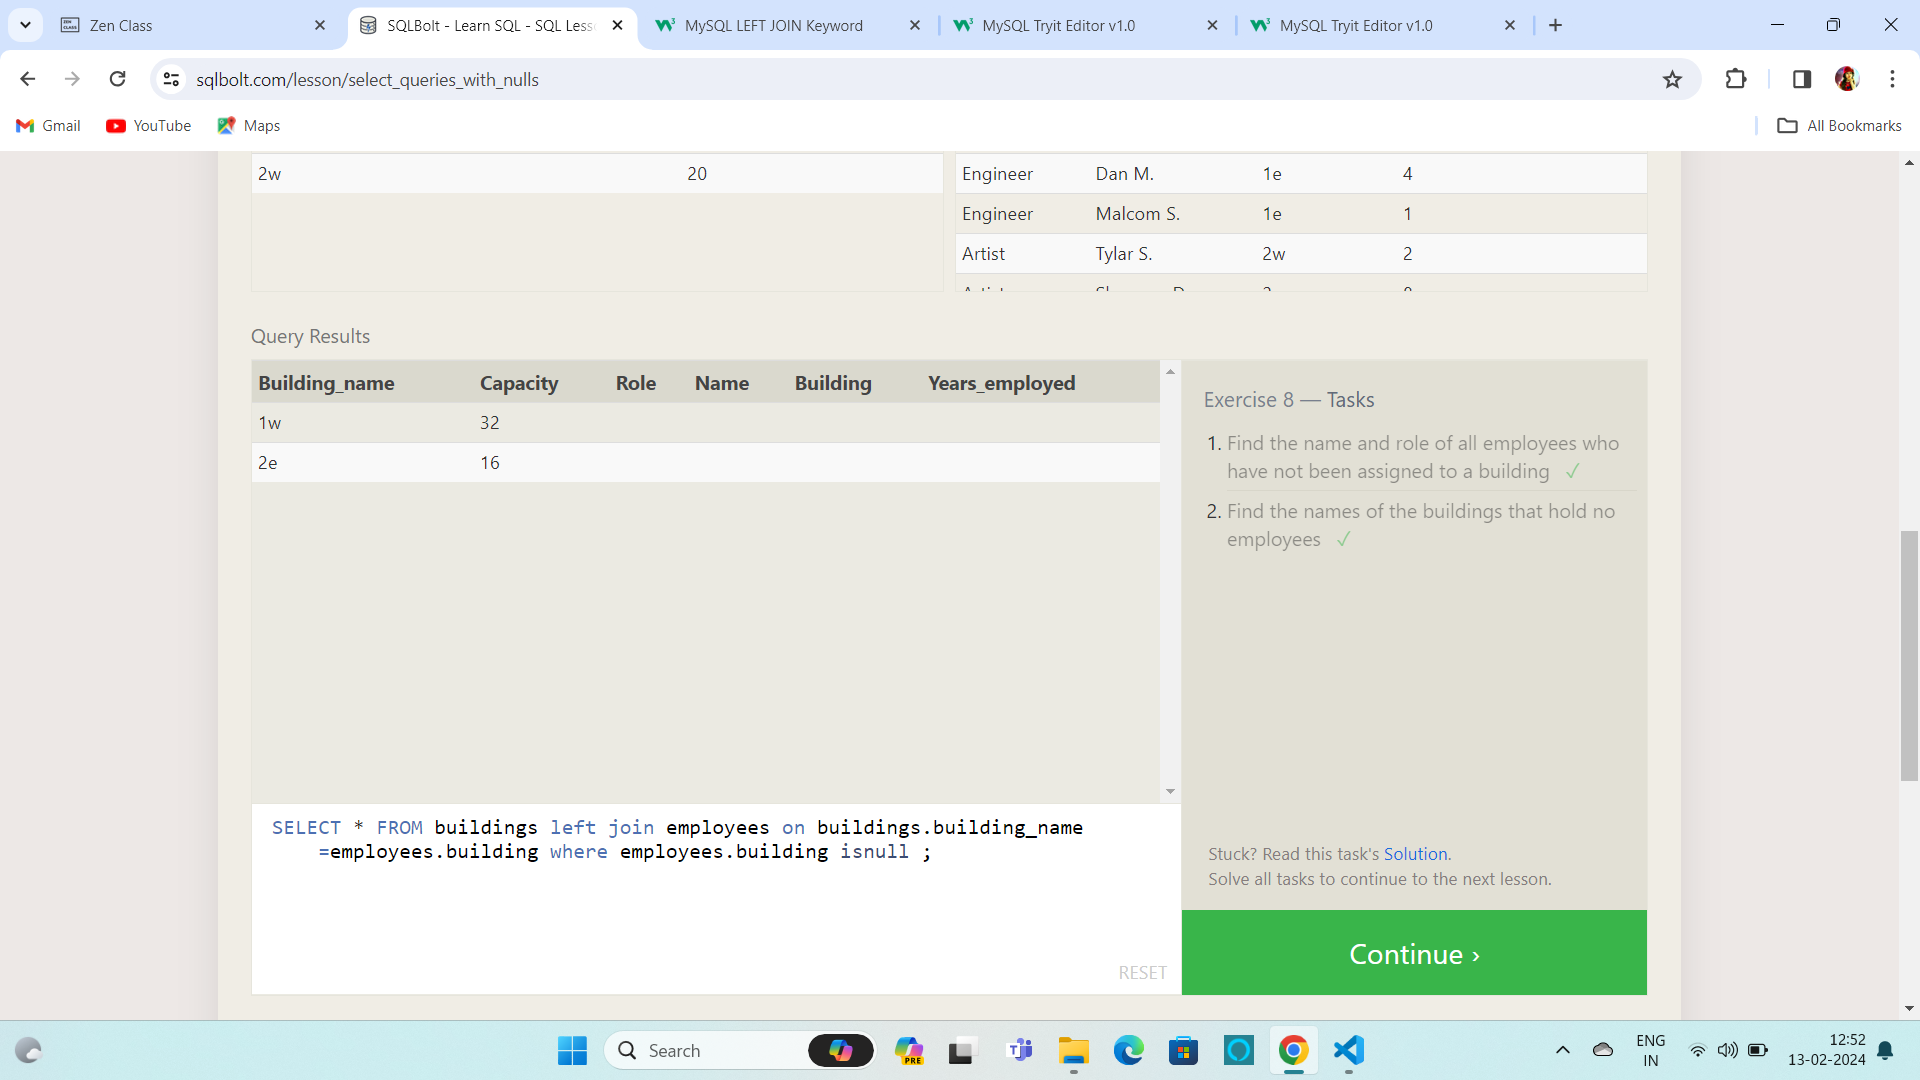 Zen Class
SQLBolt - Learn SQL - SQL Less
MySQL LEFT JOIN Keyword
MySQL Tryit Editor v1.0
MySQL Tryit Editor v1.0
sqlbolt.com/lesson/select_queries_with_nulls
Gmail
YouTube
Maps
All Bookmarks
2w 20
Engineer Dan M. 1e 4
Engineer Malcom S. 1e 1
Artist Tylar S. 2w 2
Query Results
Building_name Capacity Role Name Building Years_employed
1w 32
2e 16
Exercise 8 — Tasks
1. Find the name and role of all employees who
have not been assigned to a building ✓
2. Find the names of the buildings that hold no
employees ✓
SELECT * FROM buildings left join employees on buildings.building_name
=employees.building where employees.building isnull ;
RESET
Stuck? Read this task's Solution.
Solve all tasks to continue to the next lesson.
Continue ›
Search
PRE
ENG
IN
12:52
13-02-2024